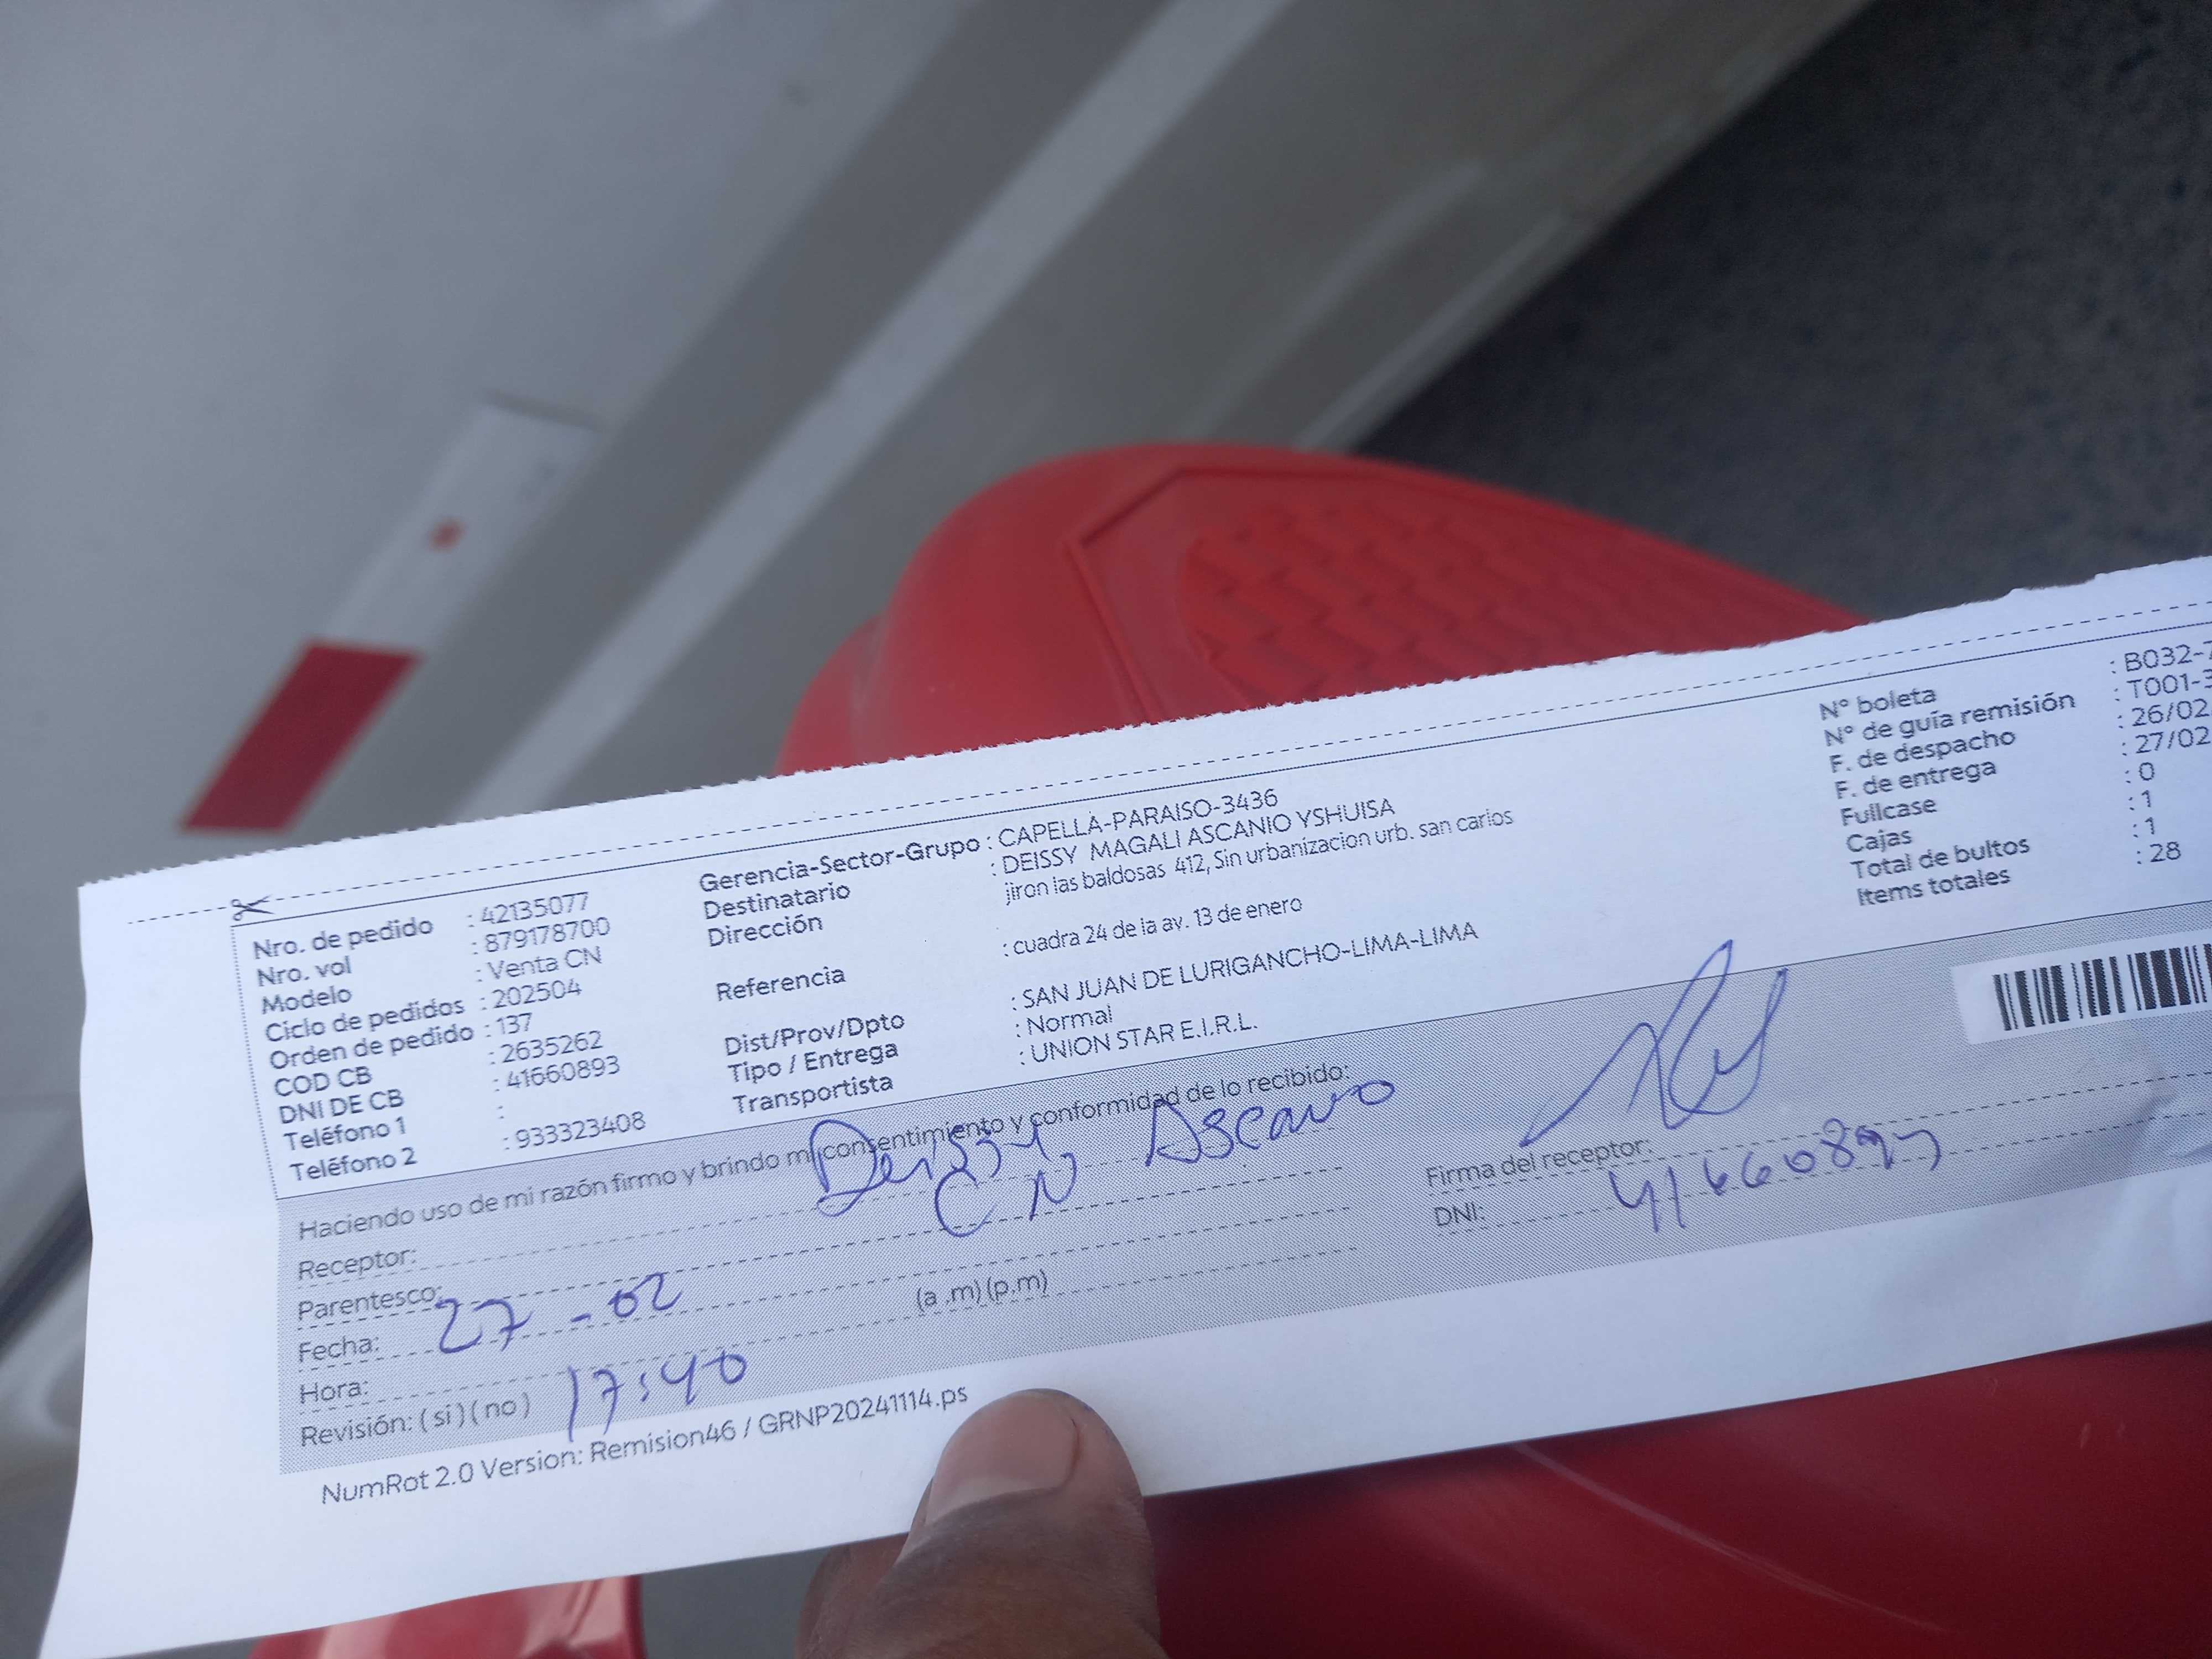 Nro. de pedido : 42135077
Nro. vol : 879178700
Modelo : Venta CN
Ciclo de pedidos : 202504
Orden de pedido : 137
COD CB : 2635262
DNI DE CB : 41660893
Teléfono 1 :
Teléfono 2 : 933323408
Gerencia-Sector-Grupo : CAPELLA-PARAISO-3436
Destinatario : DEISSY MAGALI ASCANIO YSHUISA
Dirección jiron las baldosas 412, Sin urbanizacion urb. san carlos
Referencia : cuadra 24 de la av. 13 de enero
Dist/Prov/Dpto : SAN JUAN DE LURIGANCHO-LIMA-LIMA
Tipo / Entrega : Normal
Transportista : UNION STAR E.I.R.L.
N° boleta : B032-7
N° de guía remisión : T001-3
F. de despacho : 26/02
F. de entrega : 27/02
Fullcase : 0
Cajas : 1
Total de bultos : 1
Items totales : 28
Haciendo uso de mi razón firmo y brindo mi consentimiento y conformidad de lo recibido:
Receptor: Deissy Ascanio
Parentesco: CN
Fecha: 27-02
Hora: 17:40 (a.m) (p.m)
Revisión: (si) (no)
Firma del receptor:
DNI: 41660893
NumRot 2.0 Version: Remision46 / GRNP20241114.ps